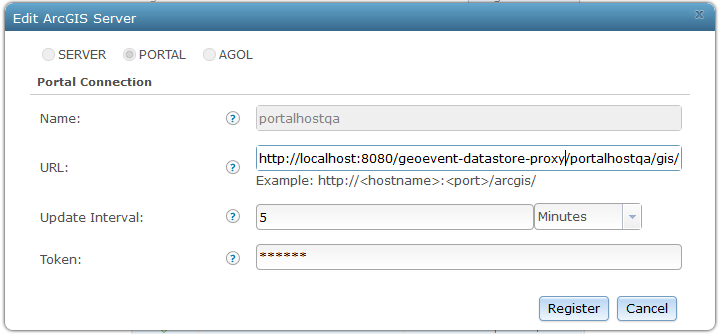 Edit ArcGIS Server
SERVER PORTAL AGOL
Portal Connection
Name: ? portalhostqa
URL: ? http://localhost:8080/geoevent-datastore-proxy/portalhostqa/gis/
Example: http://<hostname>:<port>/arcgis/
Update Interval: ? 5 Minutes
Token: ? ******
Register Cancel